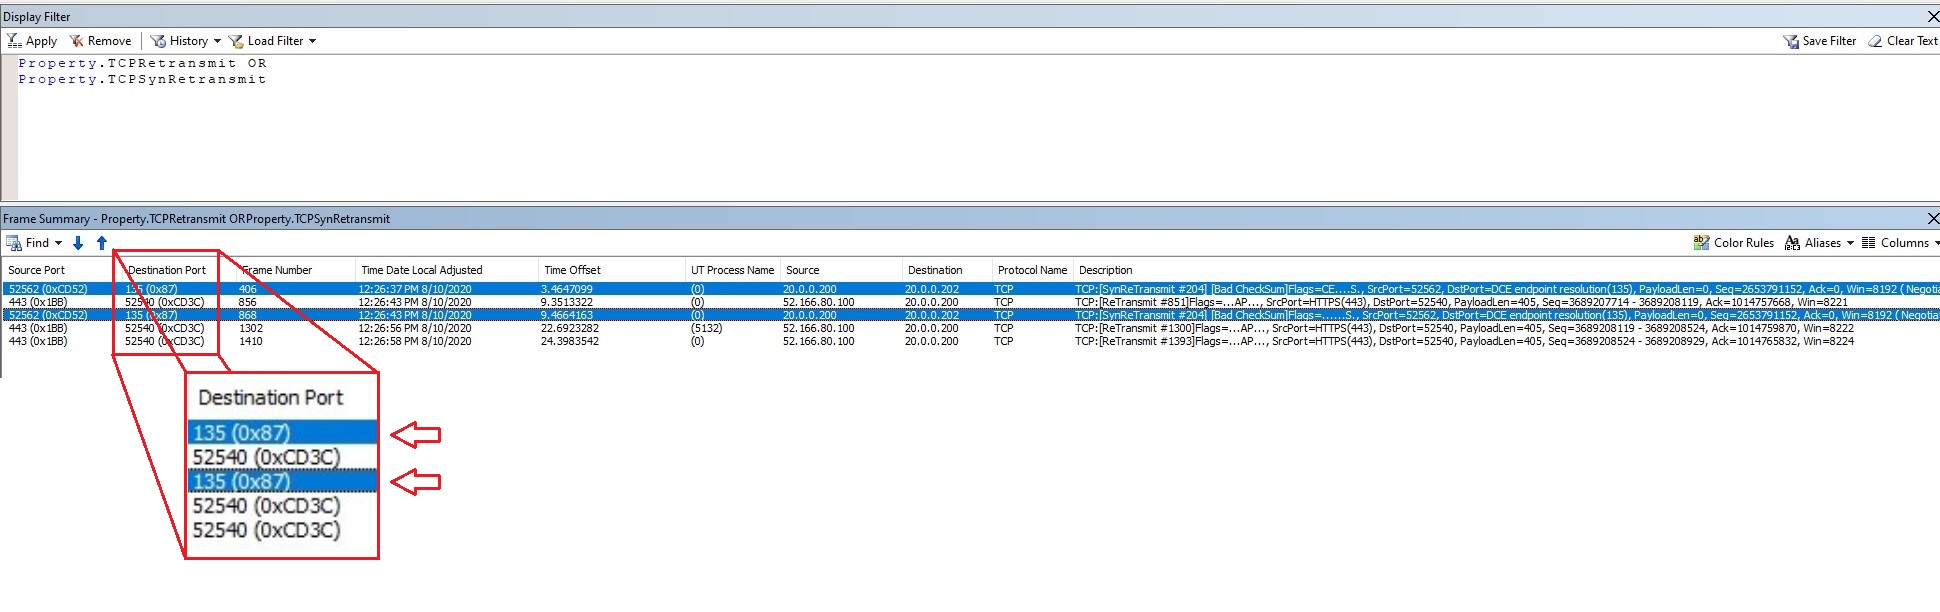 Display Filter
Apply Remove History Load Filter Save Filter Clear Text
Property.TCPRetransmit OR
Property.TCPSynRetransmit
Frame Summary - Property.TCPRetransmit ORProperty.TCPSynRetransmit
Find Color Rules Aliases Columns
Source Port Destination Port Frame Number Time Date Local Adjusted Time Offset UT Process Name Source Destination Protocol Name Description
52562 (0xCD52) 135 (0x87) 406 12:26:37 PM 8/10/2020 3.4647099 (0) 20.0.0.200 20.0.0.202 TCP TCP:[SynReTransmit #204] [Bad CheckSum]Flags=CE....S., SrcPort=52562, DstPort=DCE endpoint resolution(135), PayloadLen=0, Seq=2653791152, Ack=0, Win=8192 ( Negotia
443 (0x1BB) 52540 (0xCD3C) 856 12:26:43 PM 8/10/2020 9.3513322 (0) 52.166.80.100 20.0.0.200 TCP TCP:[ReTransmit #851]Flags=...AP..., SrcPort=HTTPS(443), DstPort=52540, PayloadLen=405, Seq=3689207714 - 3689208119, Ack=1014757668, Win=8221
52562 (0xCD52) 135 (0x87) 868 12:26:43 PM 8/10/2020 9.4664163 (0) 20.0.0.200 20.0.0.202 TCP TCP:[SynReTransmit #204] [Bad CheckSum]Flags=......S., SrcPort=52562, DstPort=DCE endpoint resolution(135), PayloadLen=0, Seq=2653791152, Ack=0, Win=8192 ( Negotia
443 (0x1BB) 52540 (0xCD3C) 1302 12:26:56 PM 8/10/2020 22.6923282 (5132) 52.166.80.100 20.0.0.200 TCP TCP:[ReTransmit #1300]Flags=...AP..., SrcPort=HTTPS(443), DstPort=52540, PayloadLen=405, Seq=3689208119 - 3689208524, Ack=1014759870, Win=8222
443 (0x1BB) 52540 (0xCD3C) 1410 12:26:58 PM 8/10/2020 24.3983542 (0) 52.166.80.100 20.0.0.200 TCP TCP:[ReTransmit #1393]Flags=...AP..., SrcPort=HTTPS(443), DstPort=52540, PayloadLen=405, Seq=3689208524 - 3689208929, Ack=1014765832, Win=8224
Destination Port
135 (0x87)
52540 (0xCD3C)
135 (0x87)
52540 (0xCD3C)
52540 (0xCD3C)